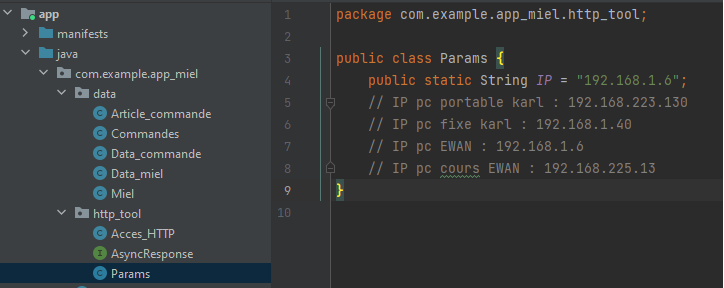 app
manifests
java
com.example.app_miel
data
Article_commande
Commandes
Data_commande
Data_miel
Miel
http_tool
Acces_HTTP
AsyncResponse
Params
1 package com.example.app_miel.http_tool;
2
3 public class Params {
4 public static String IP = "192.168.1.6";
5 // IP pc portable karl : 192.168.223.130
6 // IP pc fixe karl : 192.168.1.40
7 // IP pc EWAN : 192.168.1.6
8 // IP pc cours EWAN : 192.168.225.13
9 }
10